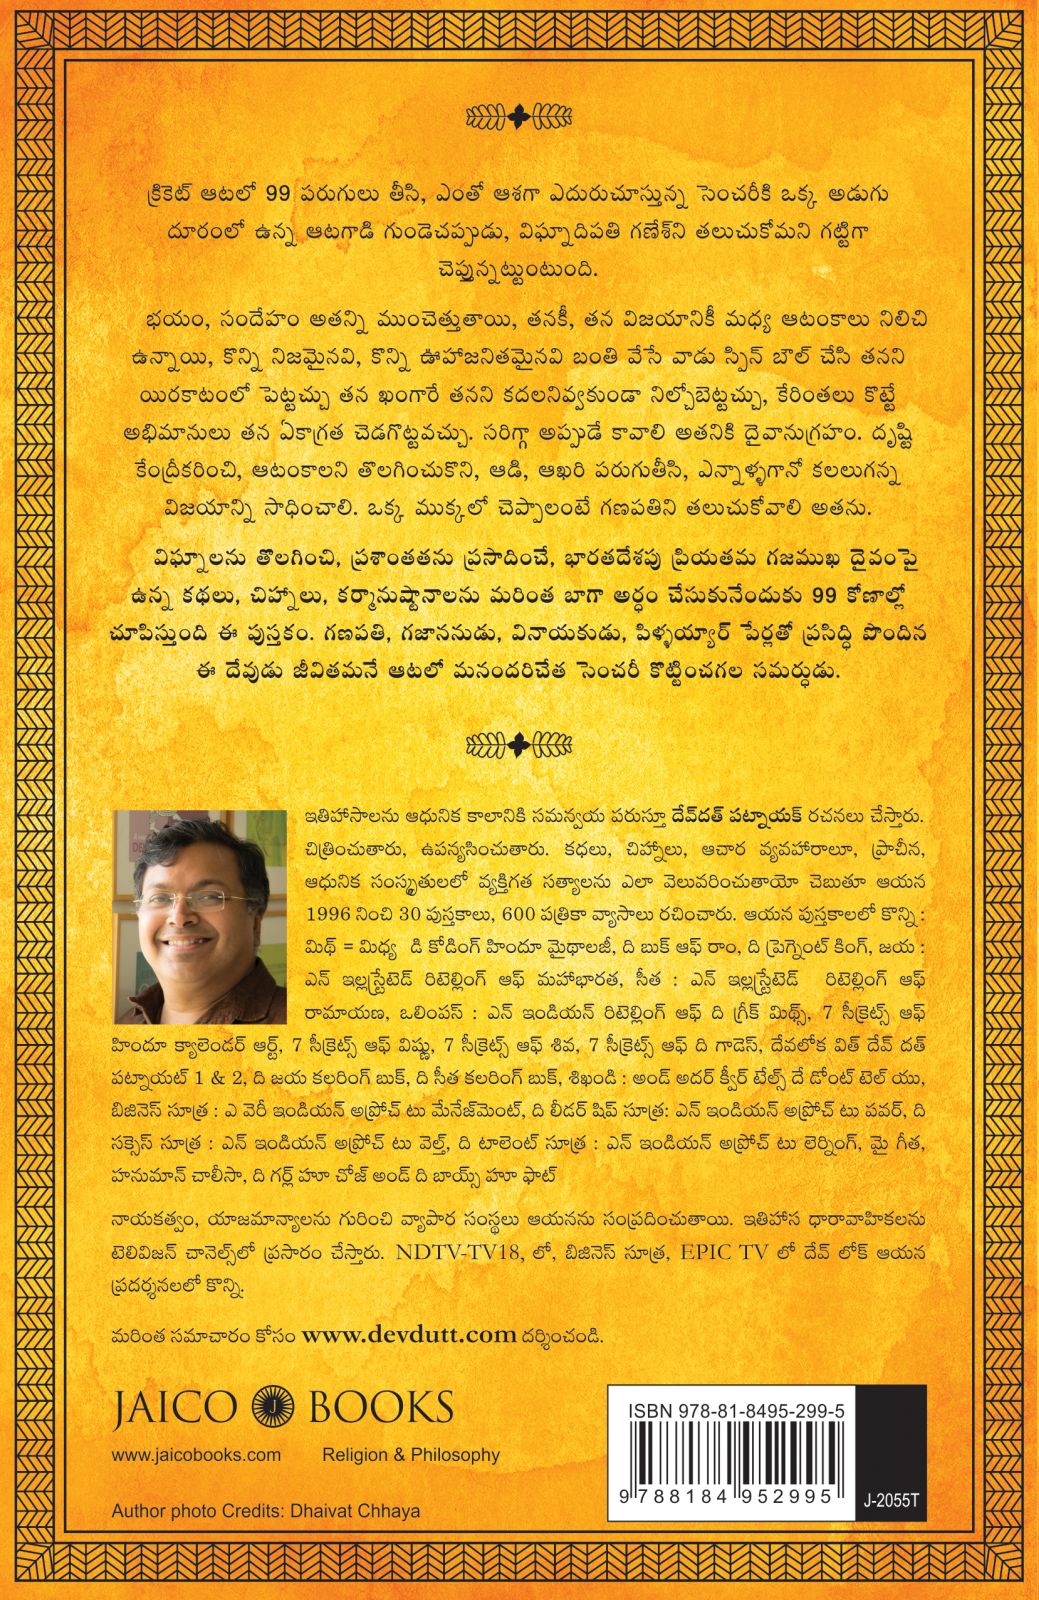 క్రికెట్ ఆటలో 99 పరుగులు తీసి, ఎంతో ఆశగా ఎదురుచూస్తున్న సెంచరీకి ఒక్క అడుగు
దూరంలో ఉన్న ఆటగాడి గుండెచప్పుడు, విఘ్నాదిపతి గణేశ్‌ని తలుచుకోమని గట్టిగా
చెప్తున్నట్టుంటుంది.
భయం, సందేహం అతన్ని ముంచెత్తుతాయి, తనకీ, తన విజయానికీ మధ్య ఆటంకాలు నిలిచి
ఉన్నాయి, కొన్ని నిజమైనవి, కొన్ని ఊహాజనితమైనవి బంతి వేసే వాడు స్పిన్ బౌల్ చేసి తనని
యిరకాటంలో పెట్టచ్చు తన ఖంగారే తనని కదలనివ్వకుండా నిల్చోబెట్టచ్చు, కేరింతలు కొట్టే
అభిమానులు తన ఏకాగ్రత చెడగొట్టవచ్చు. సరిగ్గా అప్పుడే కావాలి అతనికి దైవానుగ్రహం. దృష్టి
కేంద్రీకరించి, ఆటంకాలని తొలగించుకొని, ఆడి, ఆఖరి పరుగుతీసి, ఎన్నాళ్ళగానో కలలుగన్న
విజయాన్ని సాధించాలి. ఒక్క ముక్కలో చెప్పాలంటే గణపతిని తలుచుకోవాలి అతను.
విఘ్నాలను తొలగించి, ప్రశాంతతను ప్రసాదించే, భారతదేశపు ప్రియతమ గజముఖ దైవంపై
ఉన్న కథలు, చిహ్నాలు, కర్మానుష్టానాలను మరింత బాగా అర్ధం చేసుకునేందుకు 99 కోణాల్లో
చూపిస్తుంది ఈ పుస్తకం. గణపతి, గజాననుడు, వినాయకుడు, పిళ్ళయ్యార్ పేర్లతో ప్రసిద్ధి పొందిన
ఈ దేవుడు జీవితమనే ఆటలో మనందరిచేత సెంచరీ కొట్టించగల సమర్ధుడు.
ఇతిహాసాలను ఆధునిక కాలానికి సమన్వయ పరుస్తూ దేవ్‌దత్ పట్నాయక్ రచనలు చేస్తారు.
చిత్రించుతారు, ఉపన్యసించుతారు. కథలు, చిహ్నాలు, ఆచార వ్యవహారాలూ, ప్రాచీన,
ఆధునిక సంస్కృతులలో వ్యక్తిగత సత్యాలను ఎలా వెలువరించుతాయో చెబుతూ ఆయన
1996 నించి 30 పుస్తకాలు, 600 పత్రికా వ్యాసాలు రచించారు. ఆయన పుస్తకాలలో కొన్ని :
మిథ్ = మిధ్య డి కోడింగ్ హిందూ మైథాలజీ, ది బుక్ ఆఫ్ రాం, ది ప్రెగ్నెంట్ కింగ్, జయ :
ఎన్ ఇల్లస్ట్రేటెడ్ రిటెల్లింగ్ ఆఫ్ మహాభారత, సీత : ఎన్ ఇల్లస్ట్రేటెడ్ రిటెల్లింగ్ ఆఫ్
రామాయణ, ఒలింపస్ : ఎన్ ఇండియన్ రిటెల్లింగ్ ఆఫ్ ది గ్రీక్ మిథ్స్, 7 సీక్రెట్స్ ఆఫ్
హిందూ క్యాలెండర్ ఆర్ట్, 7 సీక్రెట్స్ ఆఫ్ విష్ణు, 7 సీక్రెట్స్ ఆఫ్ శివ, 7 సీక్రెట్స్ ఆఫ్ ది గాడెస్, దేవలోక విత్ దేవ్ దత్
పట్నాయట్ 1 & 2, ది జయ కలరింగ్ బుక్, ది సీత కలరింగ్ బుక్, శిఖండి : అండ్ అదర్ క్వీర్ టేల్స్ దే డోంట్ టెల్ యు,
బిజినెస్ సూత్ర : ఎ వెరీ ఇండియన్ అప్రోచ్ టు మేనేజ్‌మెంట్, ది లీడర్ షిప్ సూత్ర: ఎన్ ఇండియన్ అప్రోచ్ టు పవర్, ది
సక్సెస్ సూత్ర : ఎన్ ఇండియన్ అప్రోచ్ టు వెల్త్, ది టాలెంట్ సూత్ర : ఎన్ ఇండియన్ అప్రోచ్ టు లెర్నింగ్, మై గీత,
హనుమాన్ చాలీసా, ది గర్ల్ హూ చోజ్ అండ్ ది బాయ్స్ హూ ఫాట్
నాయకత్వం, యాజమాన్యాలను గురించి వ్యాపార సంస్థలు ఆయనను సంప్రదించుతాయి. ఇతిహాస ధారావాహికలను
టెలివిజన్ చానెల్స్‌లో ప్రసారం చేస్తారు. NDTV-TV18, లో, బిజినెస్ సూత్ర, EPIC TV లో దేవ్ లోక్ ఆయన
ప్రదర్శనలలో కొన్ని.
మరింత సమాచారం కోసం www.devdutt.com దర్శించండి.
JAICO J BOOKS
www.jaicobooks.com Religion & Philosophy
Author photo Credits: Dhaivat Chhaya
ISBN 978-81-8495-299-5
9 788184 952995
J-2055T